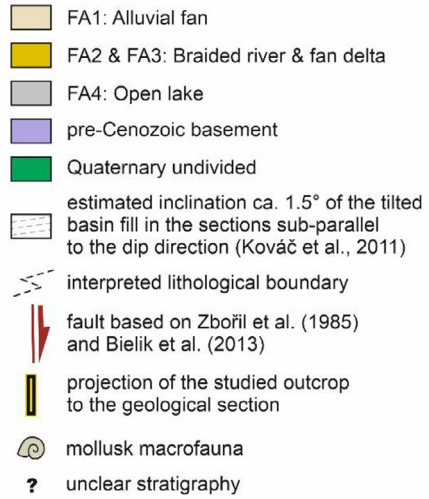 FA1: Alluvial fan
FA2 & FA3: Braided river & fan delta
FA4: Open lake
pre-Cenozoic basement
Quaternary undivided
estimated inclination ca. 1.5° of the tilted
basin fill in the sections sub-parallel
to the dip direction (Kováč et al., 2011)
interpreted lithological boundary
fault based on Zbořil et al. (1985)
and Bielik et al. (2013)
projection of the studied outcrop
to the geological section
mollusk macrofauna
? unclear stratigraphy